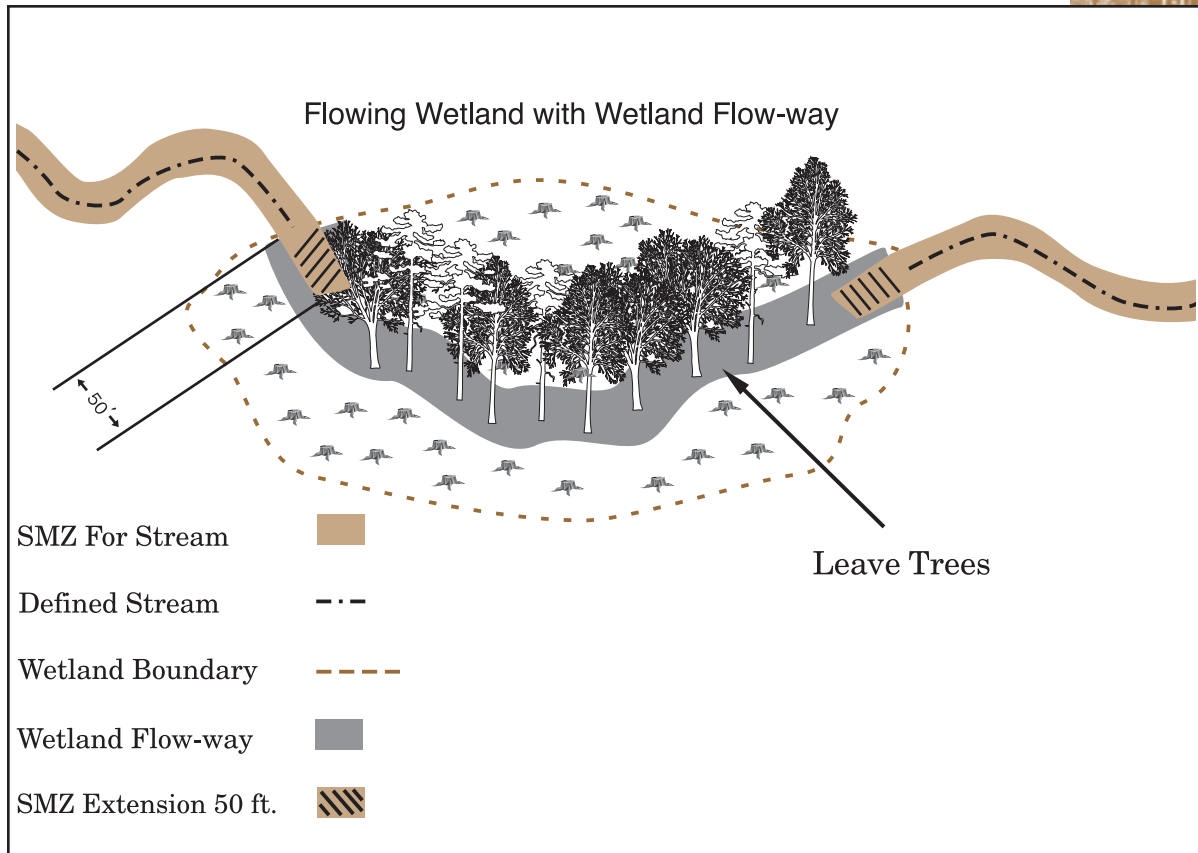 Flowing Wetland with Wetland Flow-way
50'
Leave Trees
SMZ For Stream
Defined Stream
Wetland Boundary
Wetland Flow-way
SMZ Extension 50 ft.